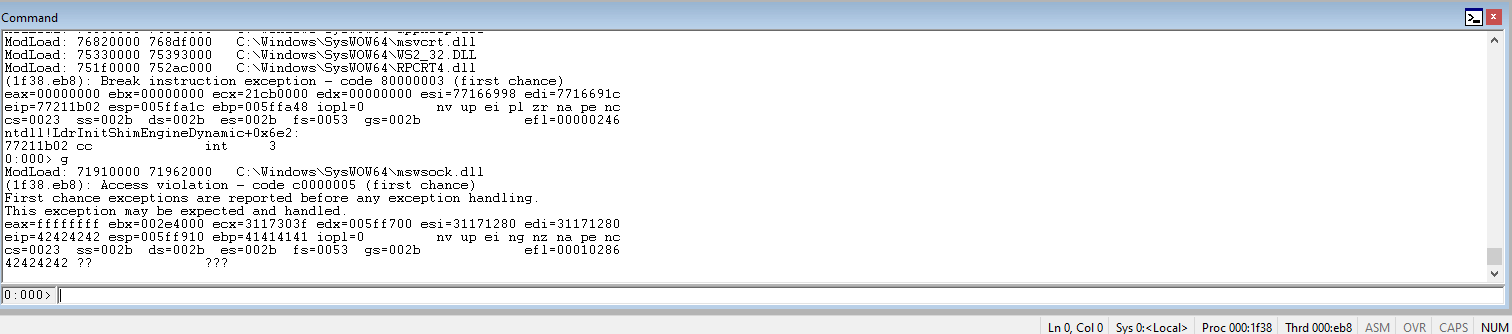 Command
ModLoad: 76820000 768df000   C:\Windows\SysWOW64\msvcrt.dll
ModLoad: 75330000 75393000   C:\Windows\SysWOW64\WS2_32.DLL
ModLoad: 751f0000 752ac000   C:\Windows\SysWOW64\RPCRT4.dll
(1f38.eb8): Break instruction exception - code 80000003 (first chance)
eax=00000000 ebx=00000000 ecx=21cb0000 edx=00000000 esi=77166998 edi=7716691c
eip=77211b02 esp=005ffa1c ebp=005ffa48 iopl=0         nv up ei pl zr na pe nc
cs=0023  ss=002b  ds=002b  es=002b  fs=0053  gs=002b             efl=00000246
ntdll!LdrInitShimEngineDynamic+0x6e2:
77211b02 cc              int     3
0:000> g
ModLoad: 71910000 71962000   C:\Windows\SysWOW64\mswsock.dll
(1f38.eb8): Access violation - code c0000005 (first chance)
First chance exceptions are reported before any exception handling.
This exception may be expected and handled.
eax=ffffffff ebx=002e4000 ecx=3117303f edx=005ff700 esi=31171280 edi=31171280
eip=42424242 esp=005ff910 ebp=41414141 iopl=0         nv up ei ng nz na pe nc
cs=0023  ss=002b  ds=002b  es=002b  fs=0053  gs=002b             efl=00010286
42424242 ??              ???
0:000>
Ln 0, Col 0 Sys 0:<Local> Proc 000:1f38 Thrd 000:eb8 ASM OVR CAPS NUM